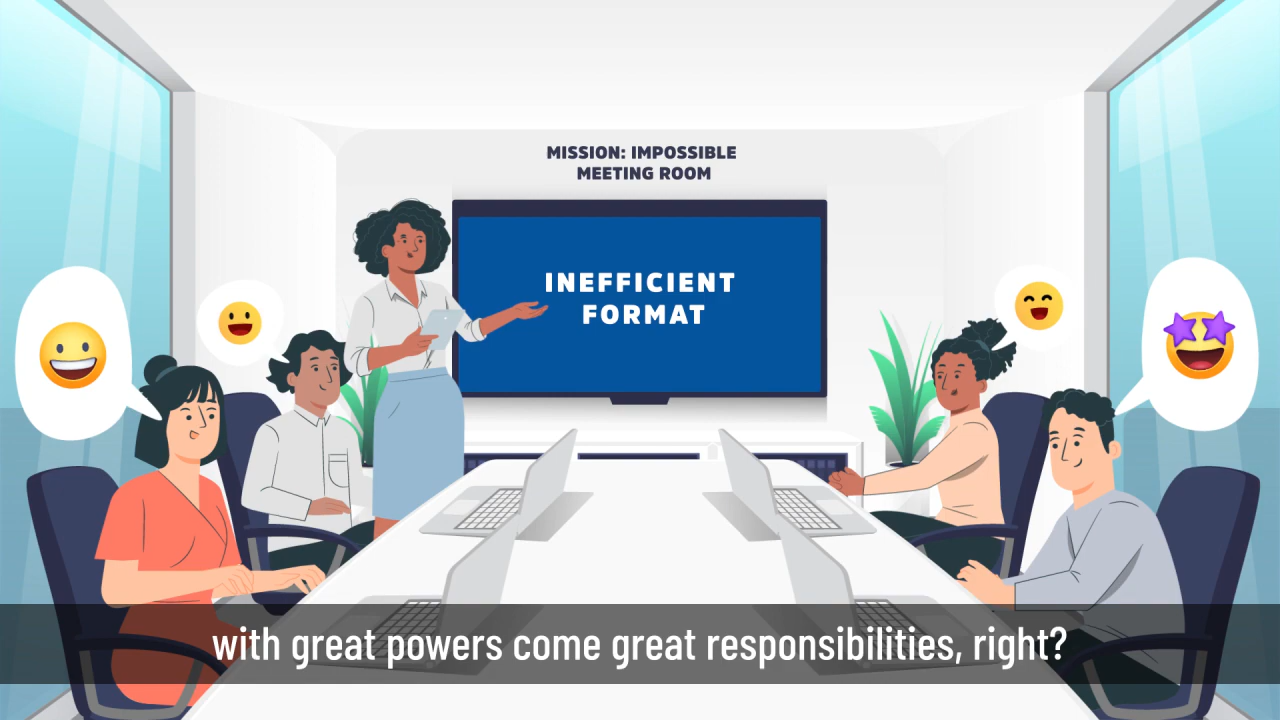 MISSION: IMPOSSIBLE
MEETING ROOM
INEFFICIENT
FORMAT
with great powers come great responsibilities, right?